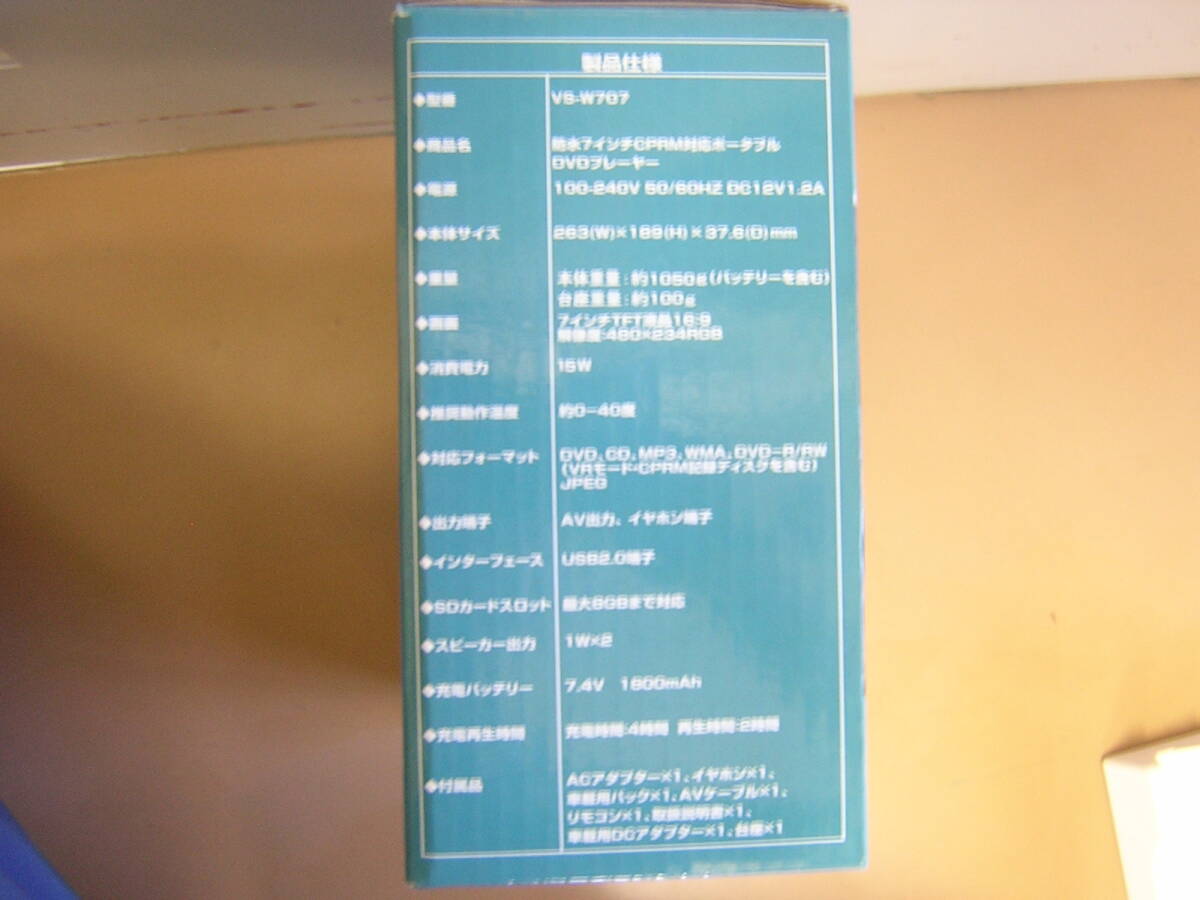 製品仕様
◆型番 VS-W707
◆商品名 防水7インチCPRM対応ポータブル
DVDプレーヤー
◆電源 100-240V 50/60HZ DC12V1.2A
◆本体サイズ 263(W)×189(H)×37.6(D)mm
◆重量 本体重量:約1050g(バッテリーを含む)
台座重量:約100g
◆画面 7インチTFT液晶16:9
解像度:480×234RGB
◆消費電力 15W
◆推奨動作温度 約0-40度
◆対応フォーマット DVD、CD、MP3、WMA、DVD-R/RW
(VRモード・CPRM記録ディスクを含む)
JPEG
◆出力端子 AV出力、イヤホン端子
◆インターフェース USB2.0端子
◆SDカードスロット 最大8GBまで対応
◆スピーカー出力 1W×2
◆充電バッテリー 7.4V 1800mAh
◆充電再生時間 充電時間:4時間 再生時間:2時間
◆付属品 ACアダプター×1、イヤホン×1、
車載用バック×1、AVケーブル×1、
リモコン×1、取扱説明書×1、
車載用DCアダプター×1、台座×1